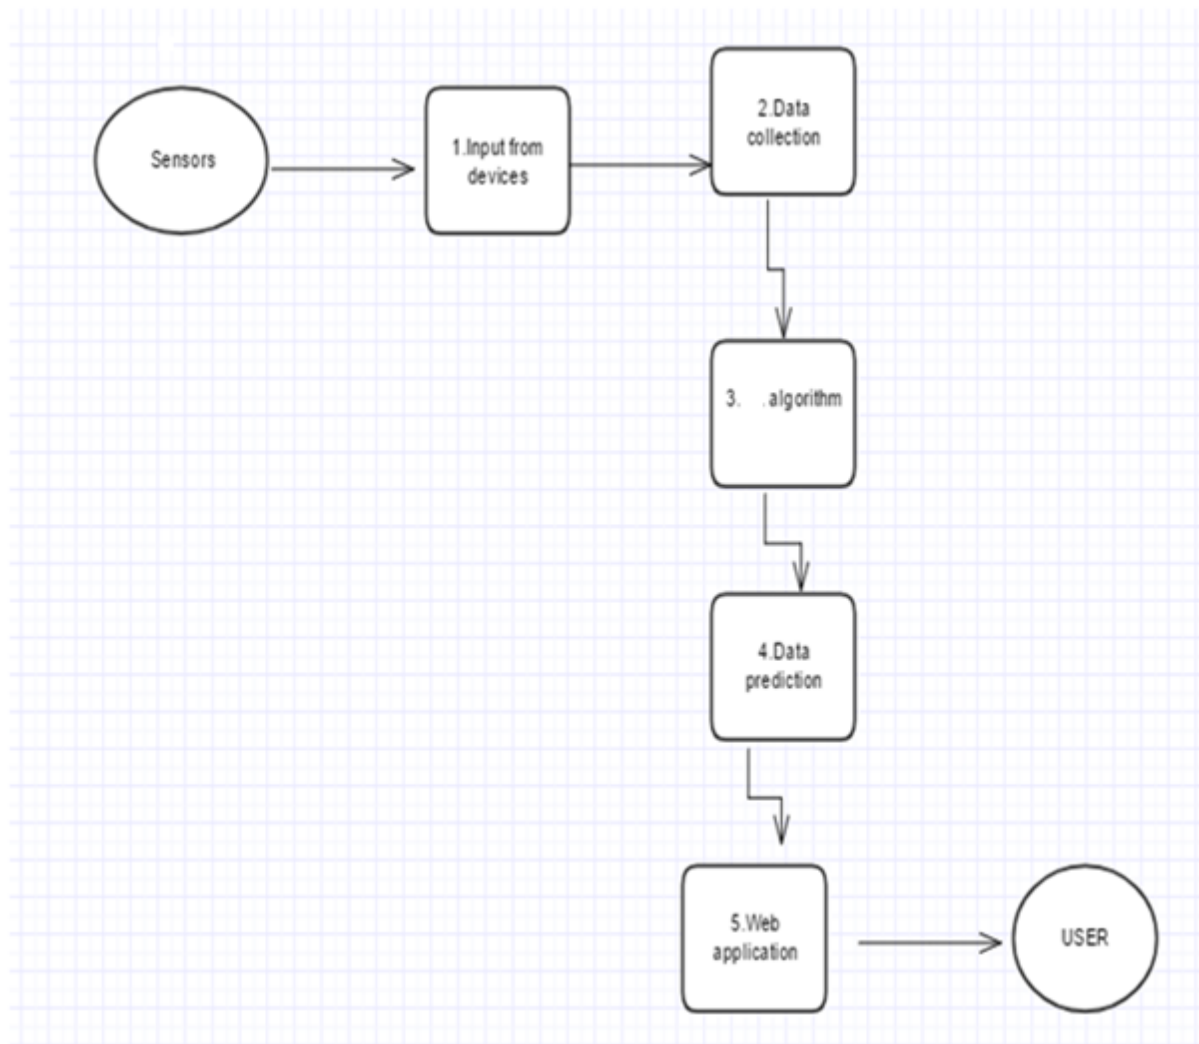 Sensors
1.Input from
devices
2.Data
collection
3. .algorithm
4.Data
prediction
5.Web
application
USER